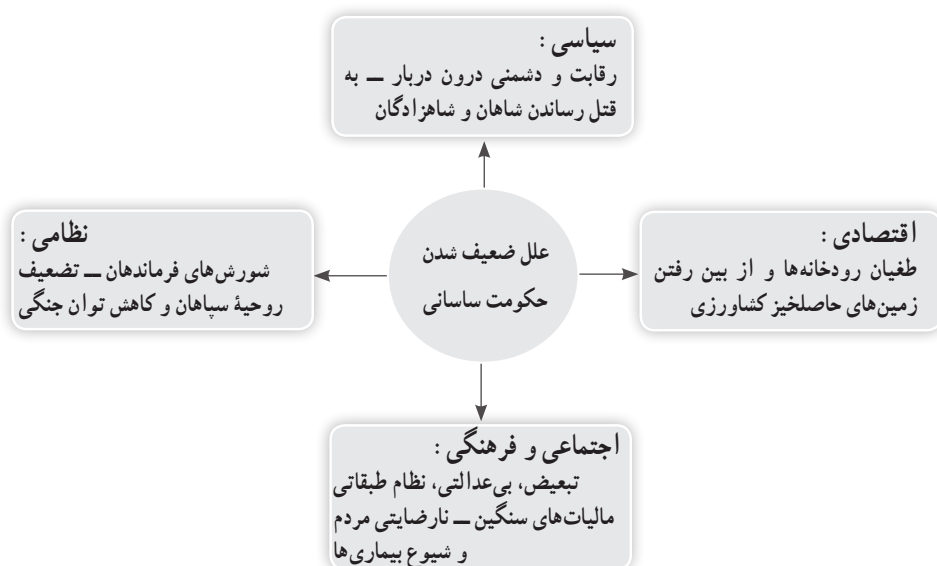 سیاسی :
رقابت و دشمنی درون دربار ــ به
قتل رساندن شاهان و شاهزادگان
اقتصادی :
طغیان رودخانه‌ها و از بین رفتن
زمین‌های حاصلخیز کشاورزی
علل ضعیف شدن
حکومت ساسانی
نظامی :
شورش‌های فرماندهان ــ تضعیف
روحیهٔ سپاهان و کاهش توان جنگی
اجتماعی و فرهنگی :
تبعیض، بی‌عدالتی، نظام طبقاتی
مالیات‌های سنگین ــ نارضایتی مردم
و شیوع بیماری‌ها